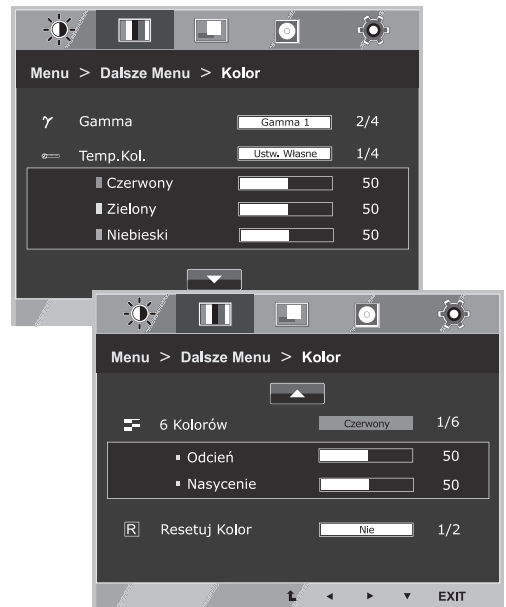 Menu > Dalsze Menu > Kolor
γ Gamma Gamma 1 2/4
Temp.Kol. Ustw. Własne 1/4
Czerwony 50
Zielony 50
Niebieski 50
Menu > Dalsze Menu > Kolor
6 Kolorów Czerwony 1/6
Odcień 50
Nasycenie 50
R Resetuj Kolor Nie 1/2
EXIT